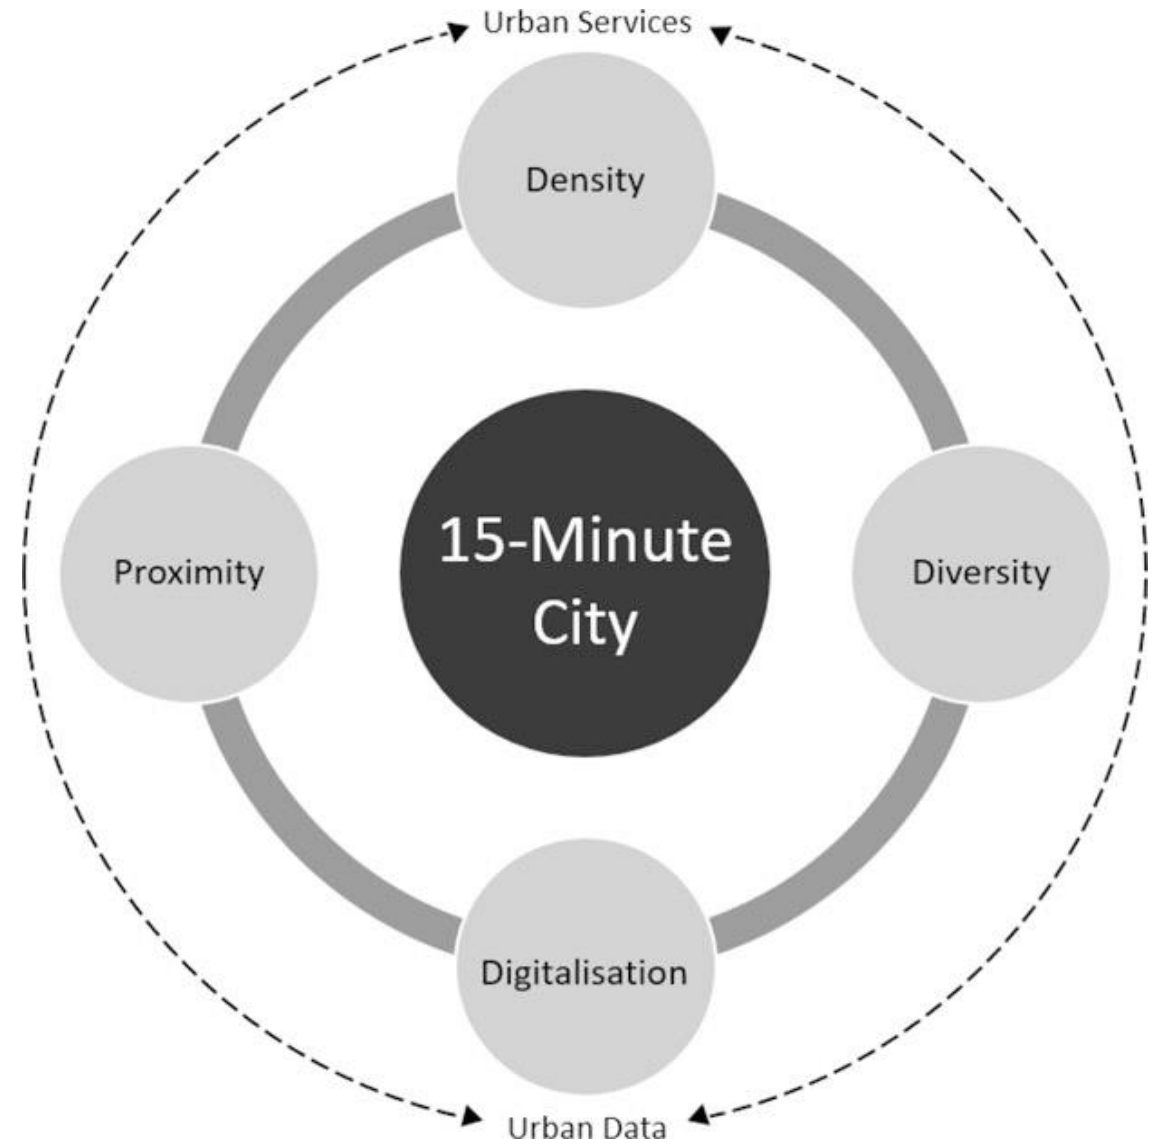 Urban Services
Density
Proximity
15-Minute
City
Diversity
Digitalisation
Urban Data